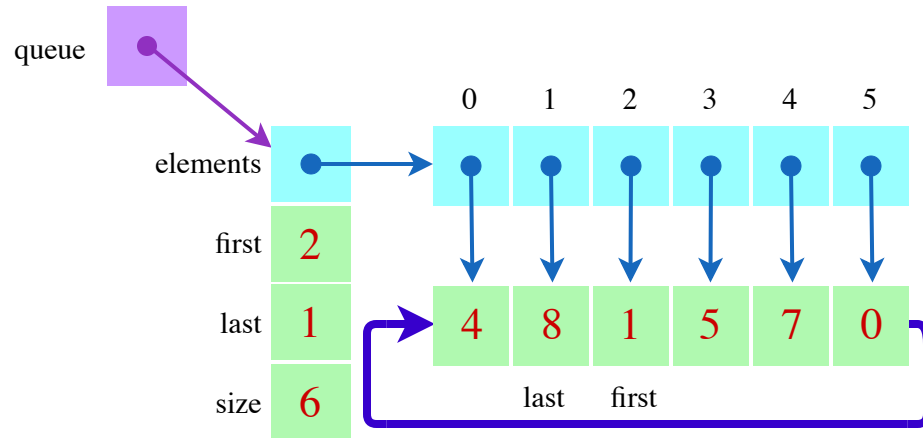 queue
0 1 2 3 4 5
elements
first 2
last 1 4 8 1 5 7 0
size 6 last first